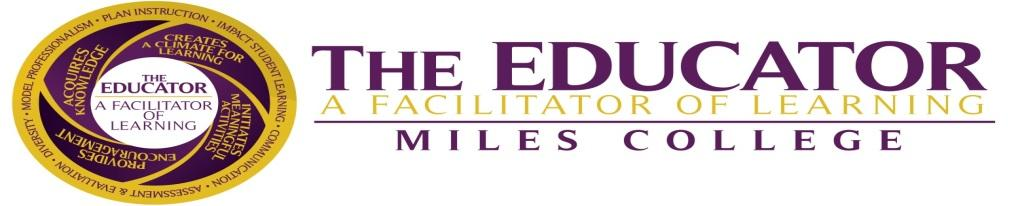 MODEL PROFESSIONALISM • PLAN INSTRUCTION • IMPACT STUDENT LEARNING • COMMUNICATION • ASSESSMENT & EVALUATION • DIVERSITY •
CREATES
A CLIMATE FOR
LEARNING
INITIATES
MEANINGFUL
ACTIVITIES
PROVIDES
ENCOURAGEMENT
ACQUIRES
KNOWLEDGE
THE
EDUCATOR
A FACILITATOR
OF
LEARNING
THE EDUCATOR
A FACILITATOR OF LEARNING
MILES COLLEGE